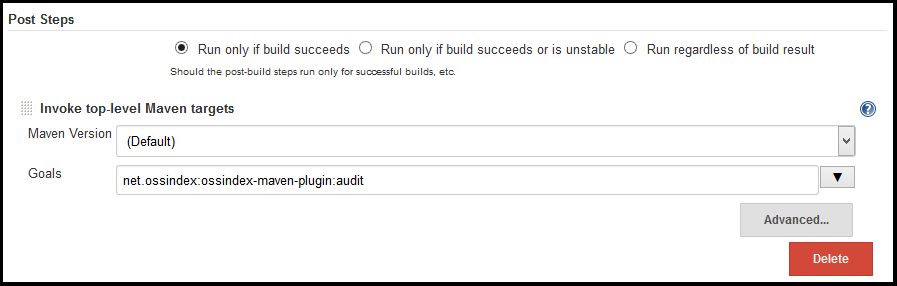 Post Steps
Run only if build succeeds Run only if build succeeds or is unstable Run regardless of build result
Should the post-build steps run only for successful builds, etc.
Invoke top-level Maven targets ?
Maven Version (Default)
Goals net.ossindex:ossindex-maven-plugin:audit
Advanced...
Delete